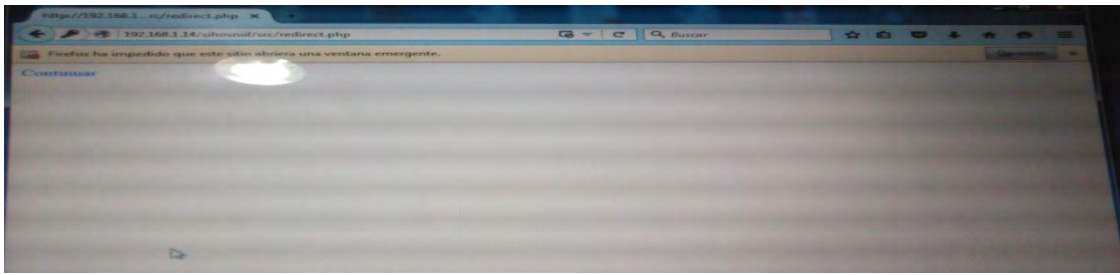 http://192.168.1...rc/redirect.php
192.168.1.14/sihosniif/src/redirect.php
Buscar
Firefox ha impedido que este sitio abriera una ventana emergente.
Opciones
Continuar